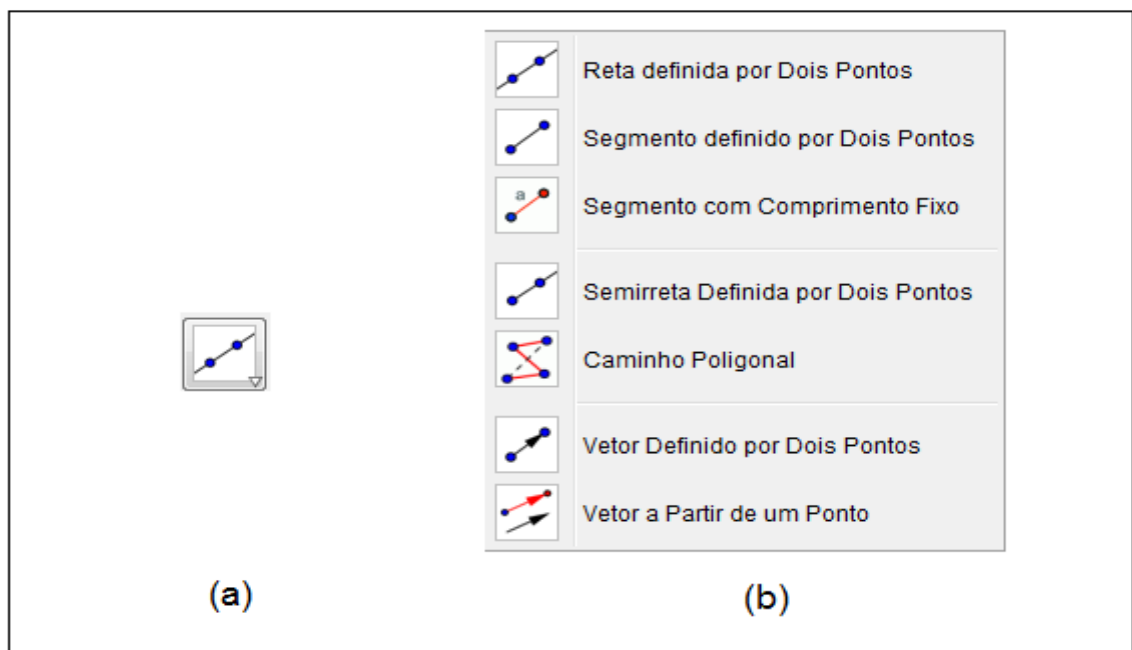 Reta definida por Dois Pontos
Segmento definido por Dois Pontos
a
Segmento com Comprimento Fixo
Semirreta Definida por Dois Pontos
Caminho Poligonal
Vetor Definido por Dois Pontos
Vetor a Partir de um Ponto
(a)
(b)